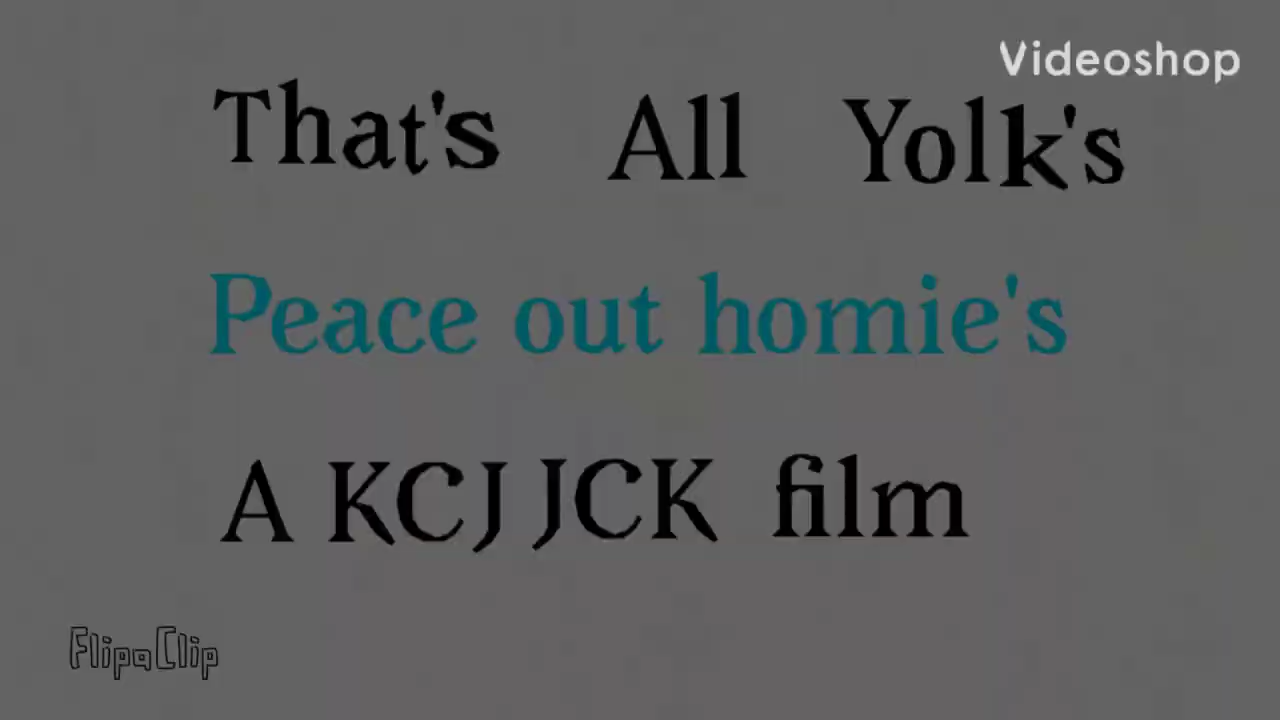 Videoshop
That's All Yolk's
Peace out homie's
A KCJ JCK film
FlipaClip